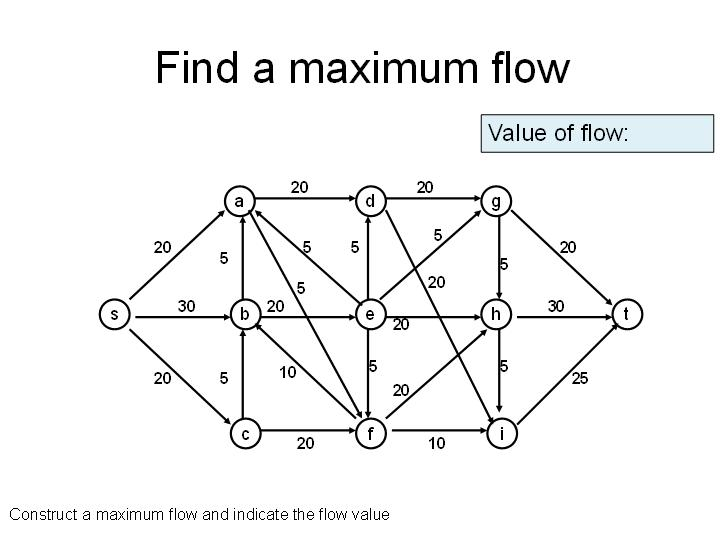 Find a maximum flow
Value of flow:
20 20
a d g
20 5 5 5 5 20
5 20 5
s 30 b 20 e 20 h 30 t
20 5 10 5 20 5 25
c 20 f 10 i
Construct a maximum flow and indicate the flow value